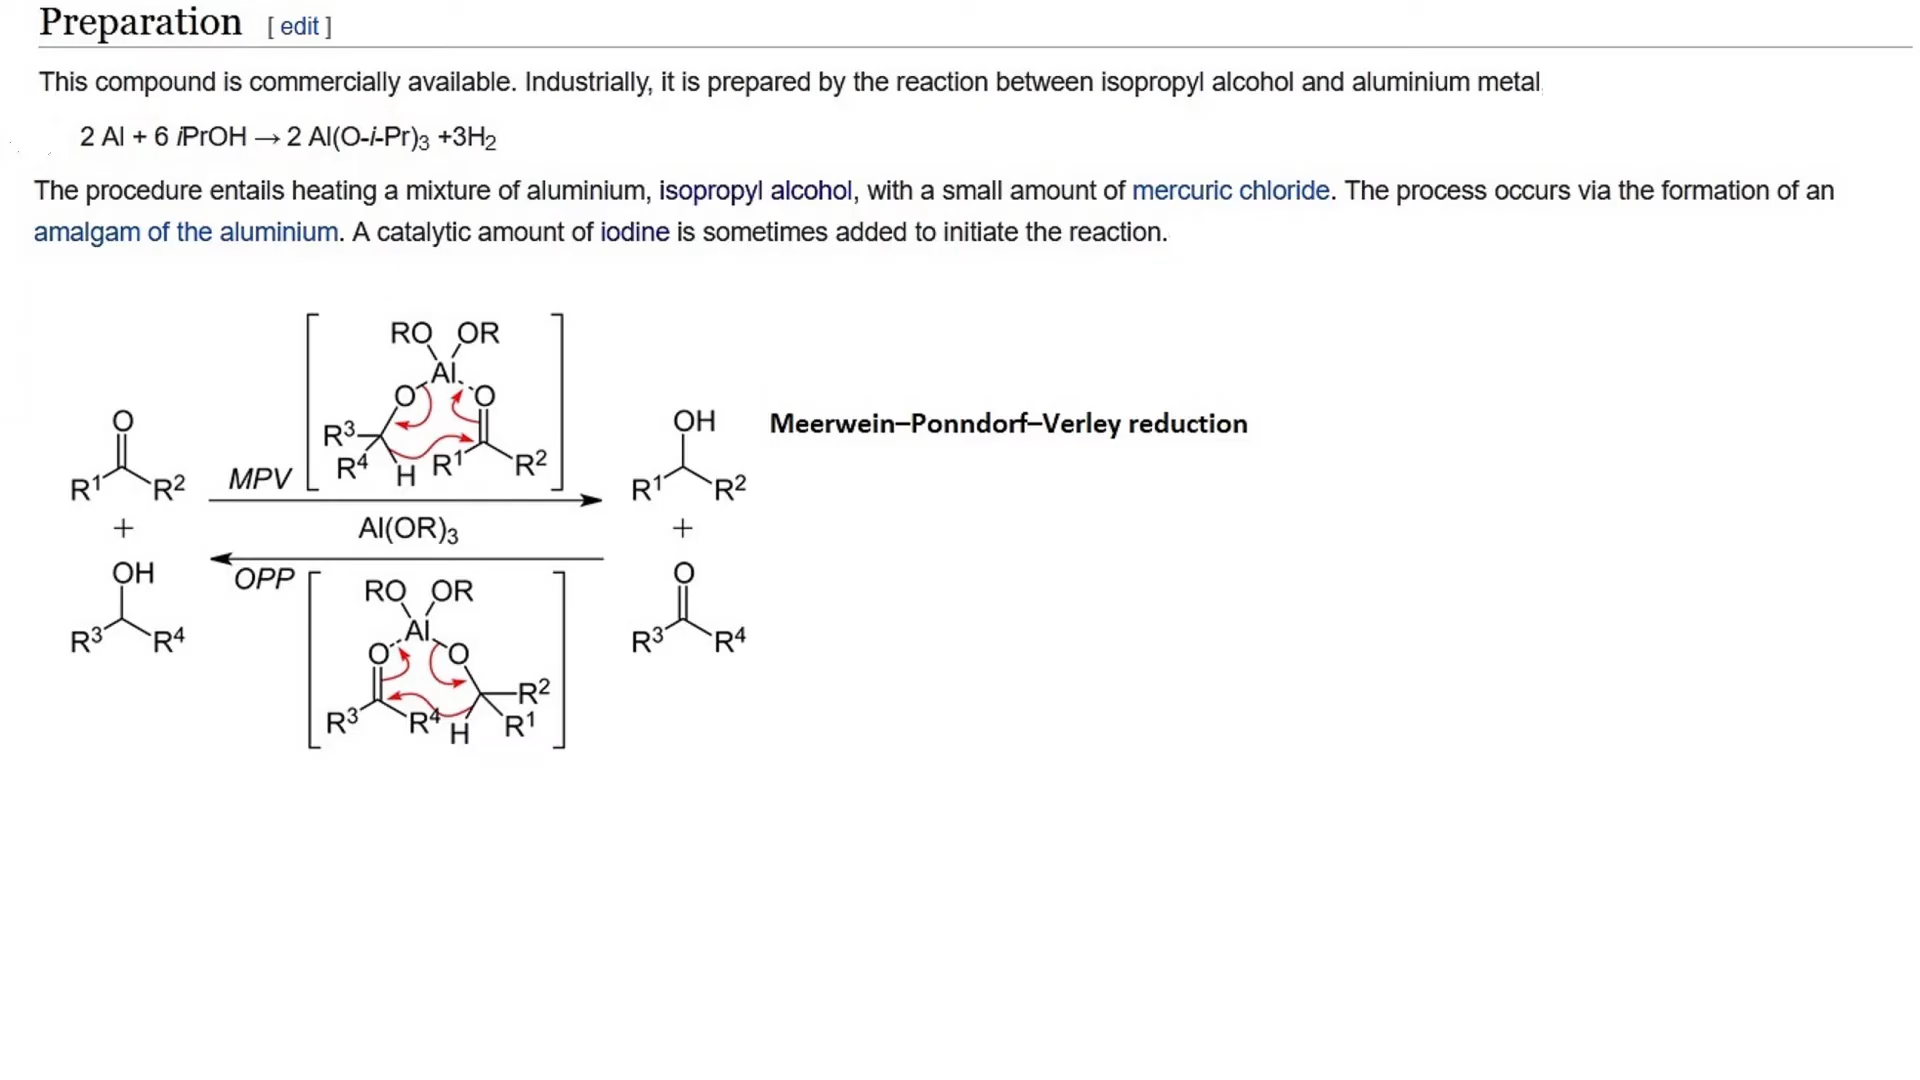 Preparation [ edit ]
This compound is commercially available. Industrially, it is prepared by the reaction between isopropyl alcohol and aluminium metal
2 Al + 6 iPrOH → 2 Al(O-i-Pr)₃ +3H₂
The procedure entails heating a mixture of aluminium, isopropyl alcohol, with a small amount of mercuric chloride. The process occurs via the formation of an
amalgam of the aluminium. A catalytic amount of iodine is sometimes added to initiate the reaction.
RO OR
Al
O O
R³ R⁴ H R¹ R²
O
R¹ R²
+
OH
R³ R⁴
MPV
Al(OR)₃
OPP
RO OR
Al
O O
R³ R⁴ H R² R¹
OH
R¹ R²
+
O
R³ R⁴
Meerwein–Ponndorf–Verley reduction